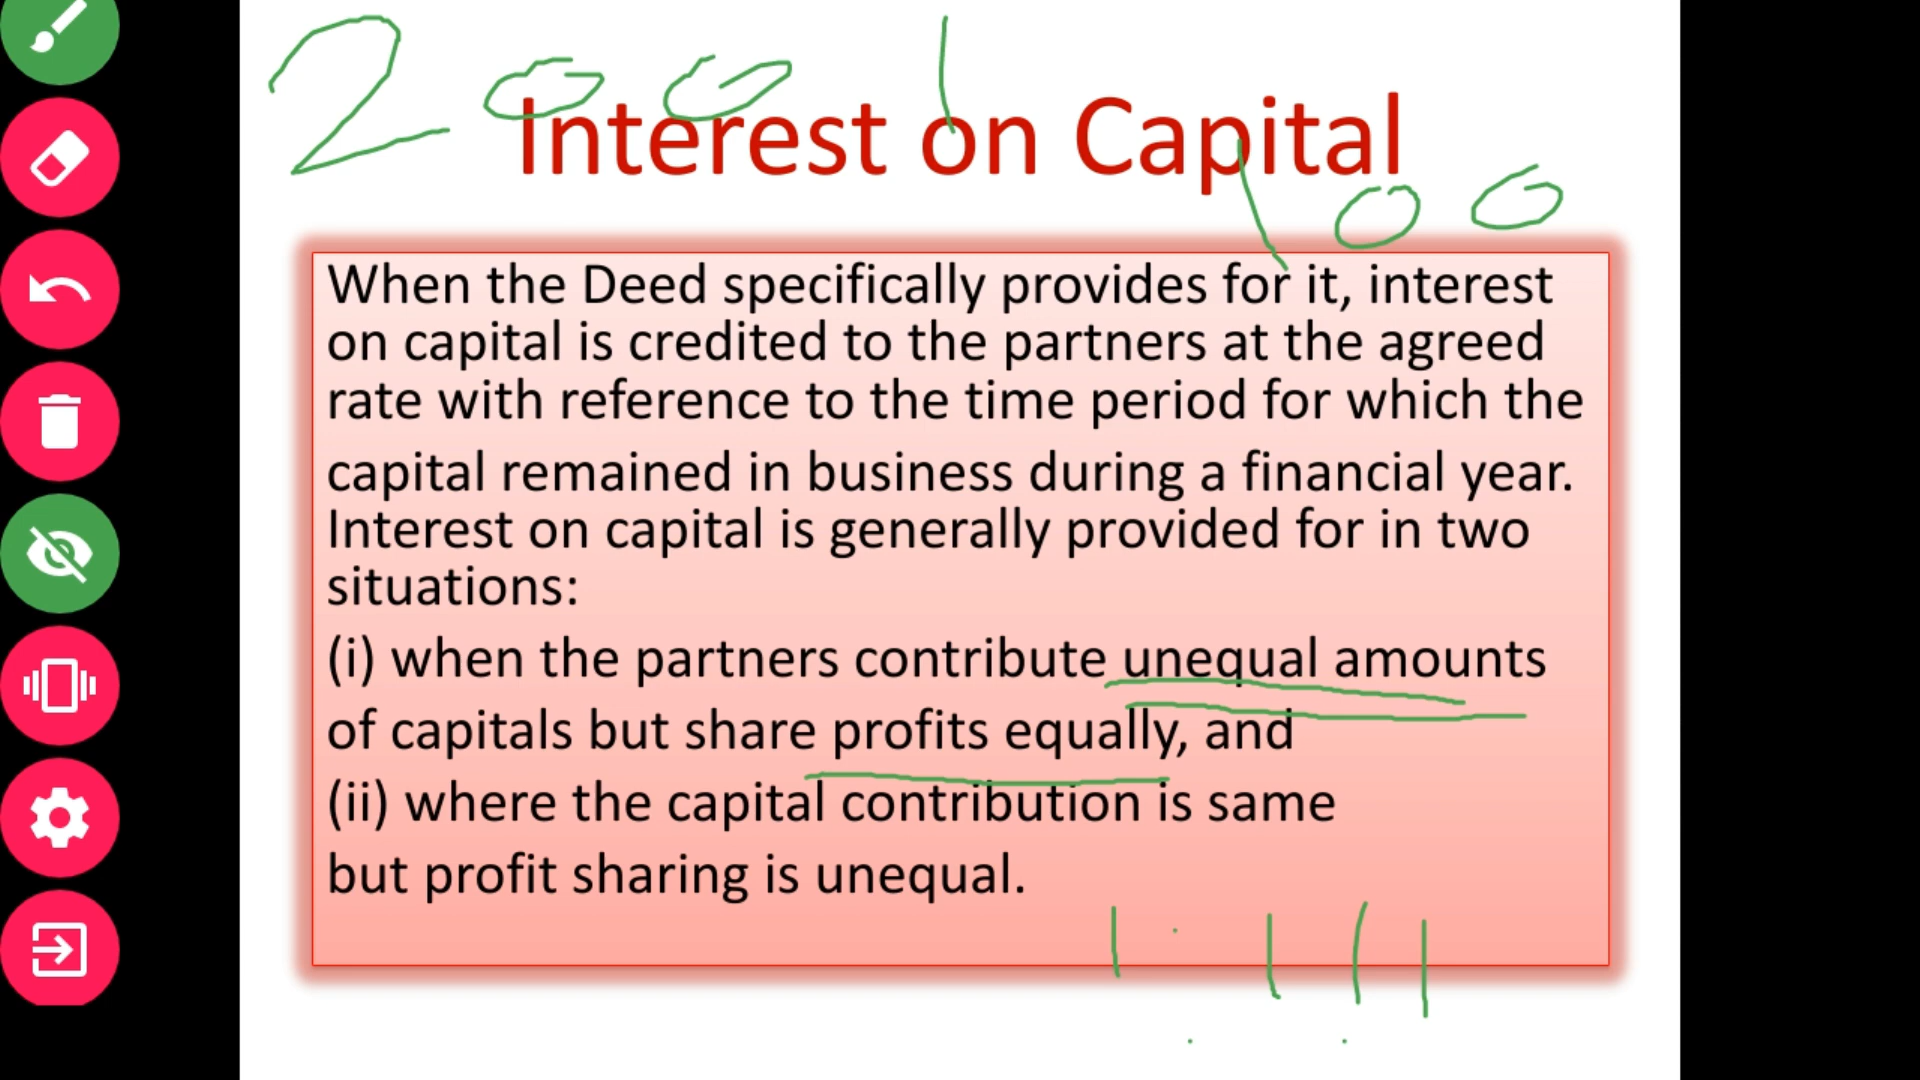 200 1
Interest on Capital
100
When the Deed specifically provides for it, interest
on capital is credited to the partners at the agreed
rate with reference to the time period for which the
capital remained in business during a financial year.
Interest on capital is generally provided for in two
situations:
(i) when the partners contribute unequal amounts
of capitals but share profits equally, and
(ii) where the capital contribution is same
but profit sharing is unequal.